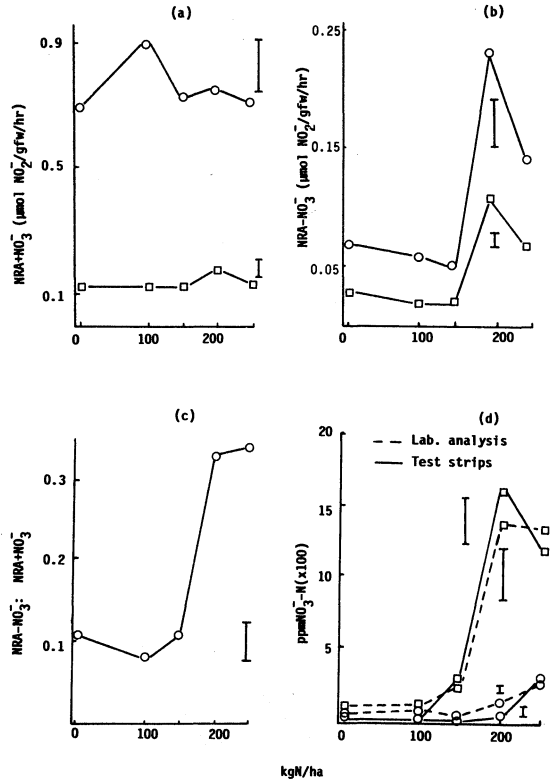 (a)
NRA+NO₃⁻ (μmol NO₂⁻/gfw/hr)
0.9
0.5
0.1
0
100
200
(b)
NRA-NO₃⁻ (μmol NO₂⁻/gfw/hr)
0.25
0.15
0.05
0
100
200
(c)
NRA-NO₃⁻: NRA+NO₃⁻
0.3
0.2
0.1
0
100
200
(d)
Lab. analysis
Test strips
ppmNO₃⁻-N(x100)
20
15
10
5
0
100
200
kgN/ha